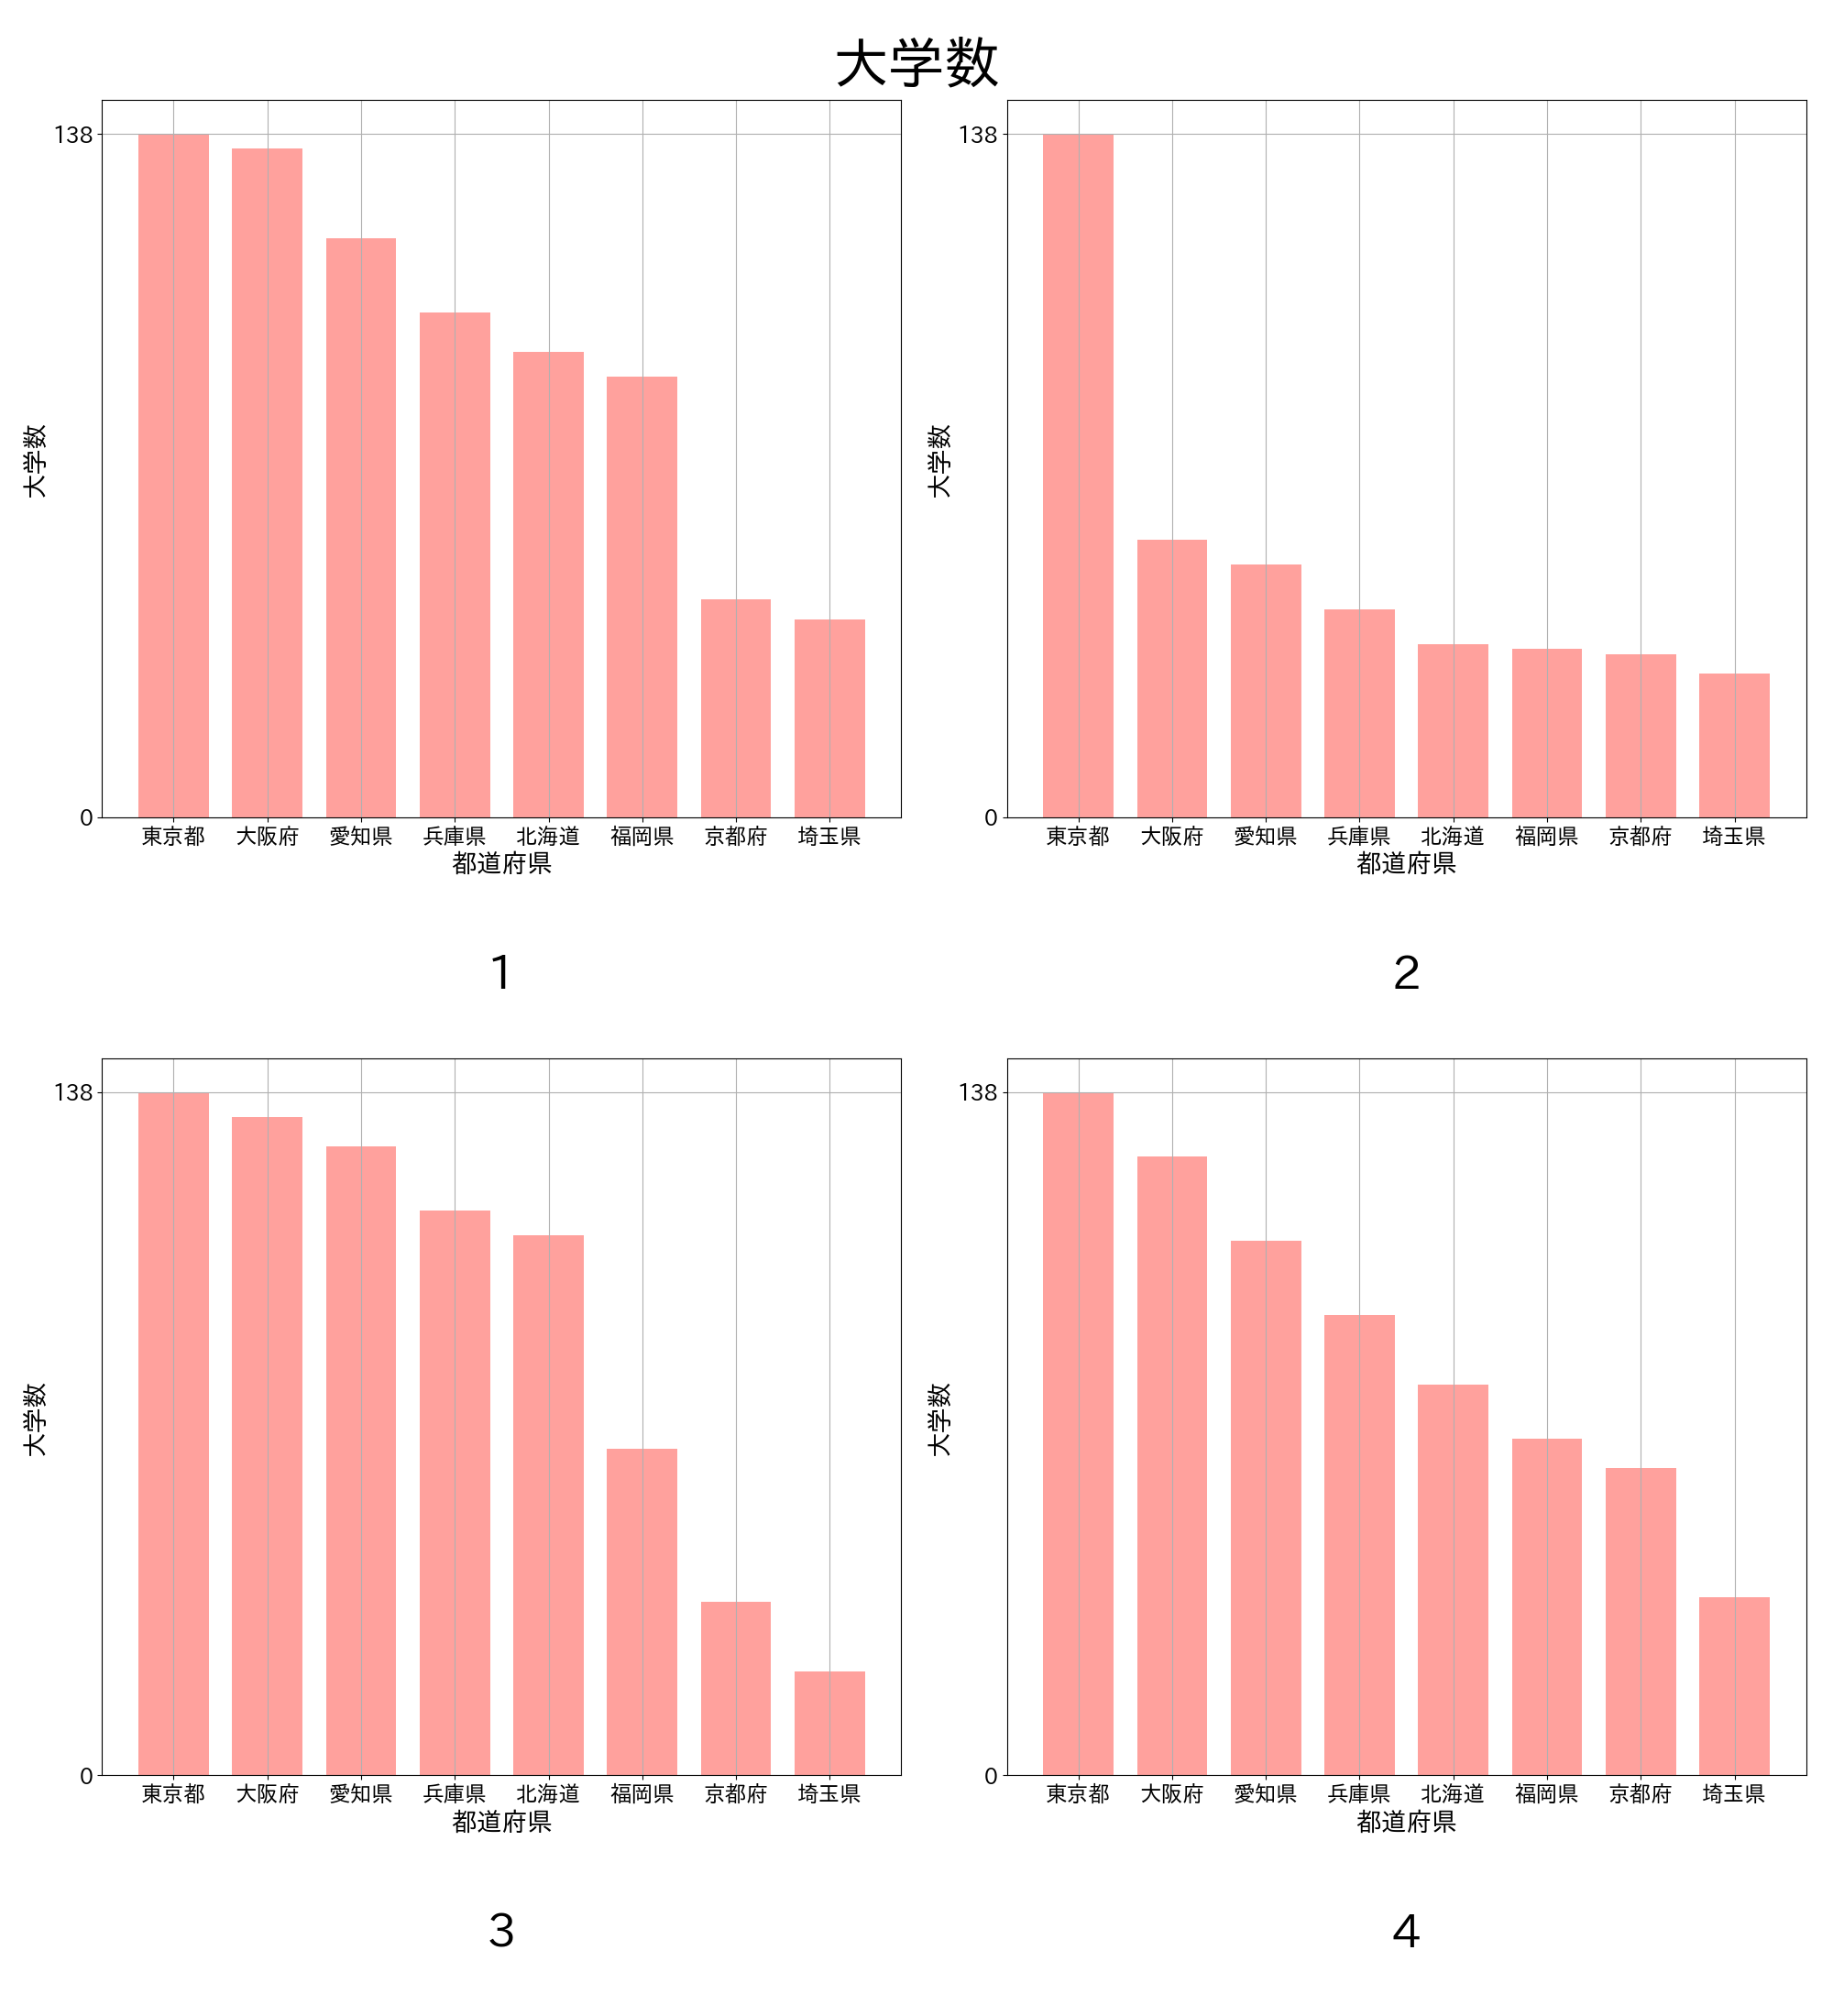 大学数
138
大学数
0
東京都 大阪府 愛知県 兵庫県 北海道 福岡県 京都府 埼玉県
都道府県
1
138
大学数
0
東京都 大阪府 愛知県 兵庫県 北海道 福岡県 京都府 埼玉県
都道府県
2
138
大学数
0
東京都 大阪府 愛知県 兵庫県 北海道 福岡県 京都府 埼玉県
都道府県
3
138
大学数
0
東京都 大阪府 愛知県 兵庫県 北海道 福岡県 京都府 埼玉県
都道府県
4